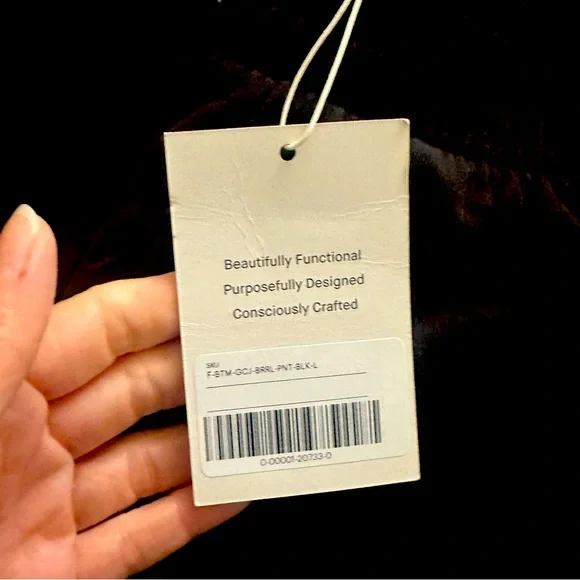 Beautifully Functional
Purposefully Designed
Consciously Crafted
SKU
F-BTM-GCJ-BRRL-PNT-BLK-L
0-00001-20733-0